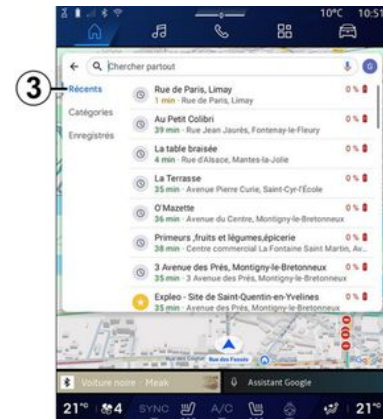 10°C 10:51
Chercher partout
G
3
Récents
Catégories
Enregistrés
Rue de Paris, Limay
0 %
1 min · Rue de Paris, Limay
Au Petit Colibri
0 %
39 min · Rue Jean Jaurès, Fontenay-le-Fleury
La table braisée
0 %
4 min · Rue d'Alsace, Mantes-la-Jolie
La Terrasse
0 %
35 min · Avenue Pierre Curie, Saint-Cyr-l'École
O'Mazette
0 %
36 min · Avenue du Centre, Montigny-le-Bretonneux
Primeurs ,fruits et légumes,épicerie
0 %
38 min · Centre commercial La Fontaine Saint Martin, Av...
3 Avenue des Prés, Montigny-le-Bretonneux
0 %
35 min · Avenue des Prés, Montigny-le-Bretonneux
Expleo - Site de Saint-Quentin-en-Yvelines
0 %
35 min · Avenue des Prés, Montigny-le-Bretonneux
Rue des Fossés
Voiture noire · Meak
Assistant Google
21°° 4 SYNC A/C 21°°